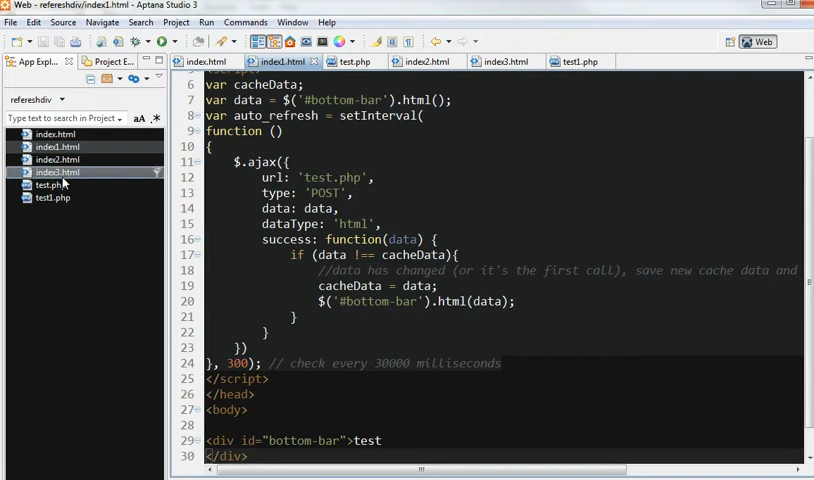 Web - refereshdiv/index1.html - Aptana Studio 3
File Edit Source Navigate Search Project Run Commands Window Help
Web
App Explo... Project E...
index.html index1.html test.php index2.html index3.html test1.php
refereshdiv
Type text to search in Project
aA .*
index.html
index1.html
index2.html
index3.html
test.php
test1.php
6 var cacheData;
7 var data = $('#bottom-bar').html();
8 var auto_refresh = setInterval(
9 function ()
10 {
11 $.ajax({
12 url: 'test.php',
13 type: 'POST',
14 data: data,
15 dataType: 'html',
16 success: function(data) {
17 if (data !== cacheData){
18 //data has changed (or it's the first call), save new cache data and
19 cacheData = data;
20 $('#bottom-bar').html(data);
21 }
22 }
23 })
24 }, 300); // check every 30000 milliseconds
25 </script>
26 </head>
27 <body>
28
29 <div id="bottom-bar">test
30 </div>